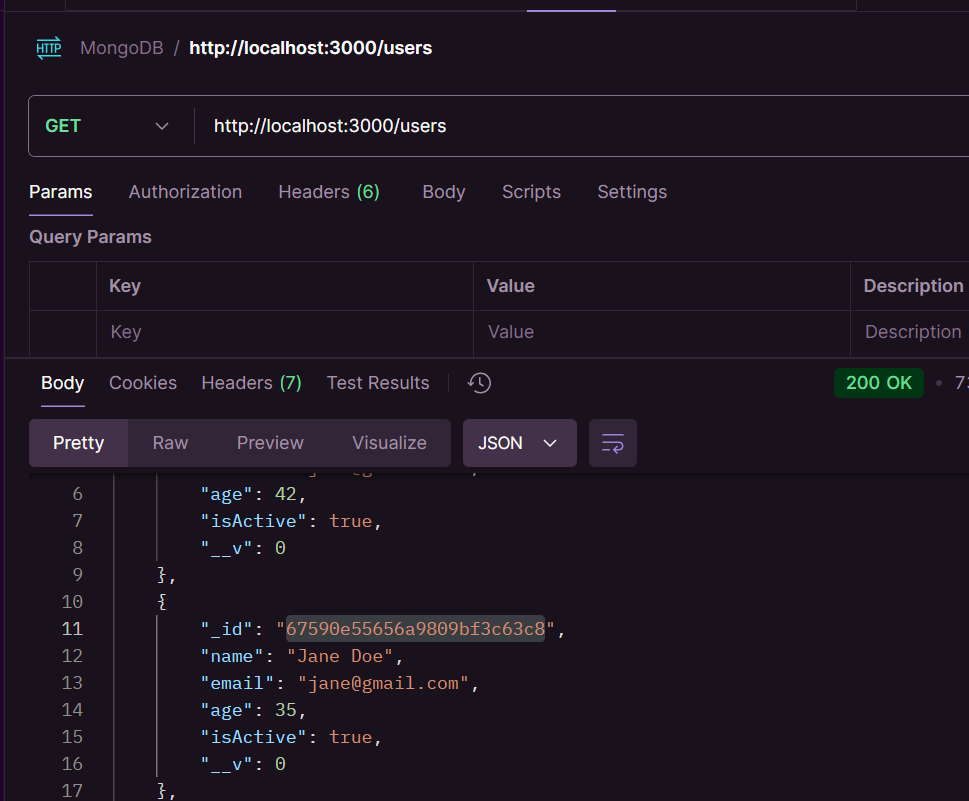 HTTP MongoDB / http://localhost:3000/users
GET http://localhost:3000/users
Params Authorization Headers (6) Body Scripts Settings
Query Params
Key Value Description
Key Value Description
Body Cookies Headers (7) Test Results 200 OK
Pretty Raw Preview Visualize JSON
6 "age": 42,
7 "isActive": true,
8 "__v": 0
9 },
10 {
11 "_id": "67590e55656a9809bf3c63c8",
12 "name": "Jane Doe",
13 "email": "jane@gmail.com",
14 "age": 35,
15 "isActive": true,
16 "__v": 0
17 },